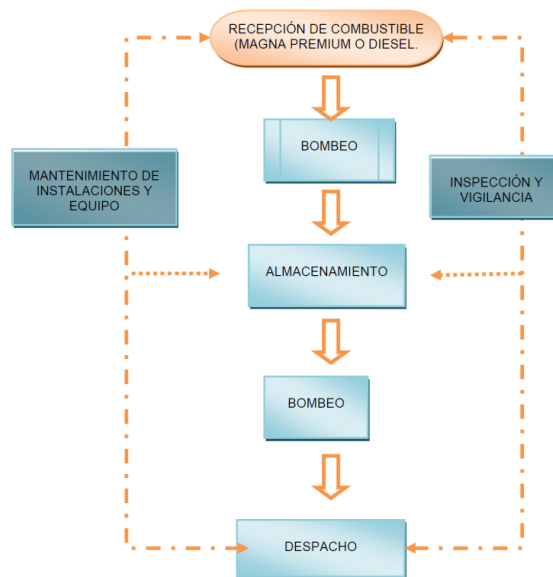 RECEPCIÓN DE COMBUSTIBLE
(MAGNA PREMIUM O DIESEL.
BOMBEO
MANTENIMIENTO DE
INSTALACIONES Y
EQUIPO
INSPECCIÓN Y
VIGILANCIA
ALMACENAMIENTO
BOMBEO
DESPACHO